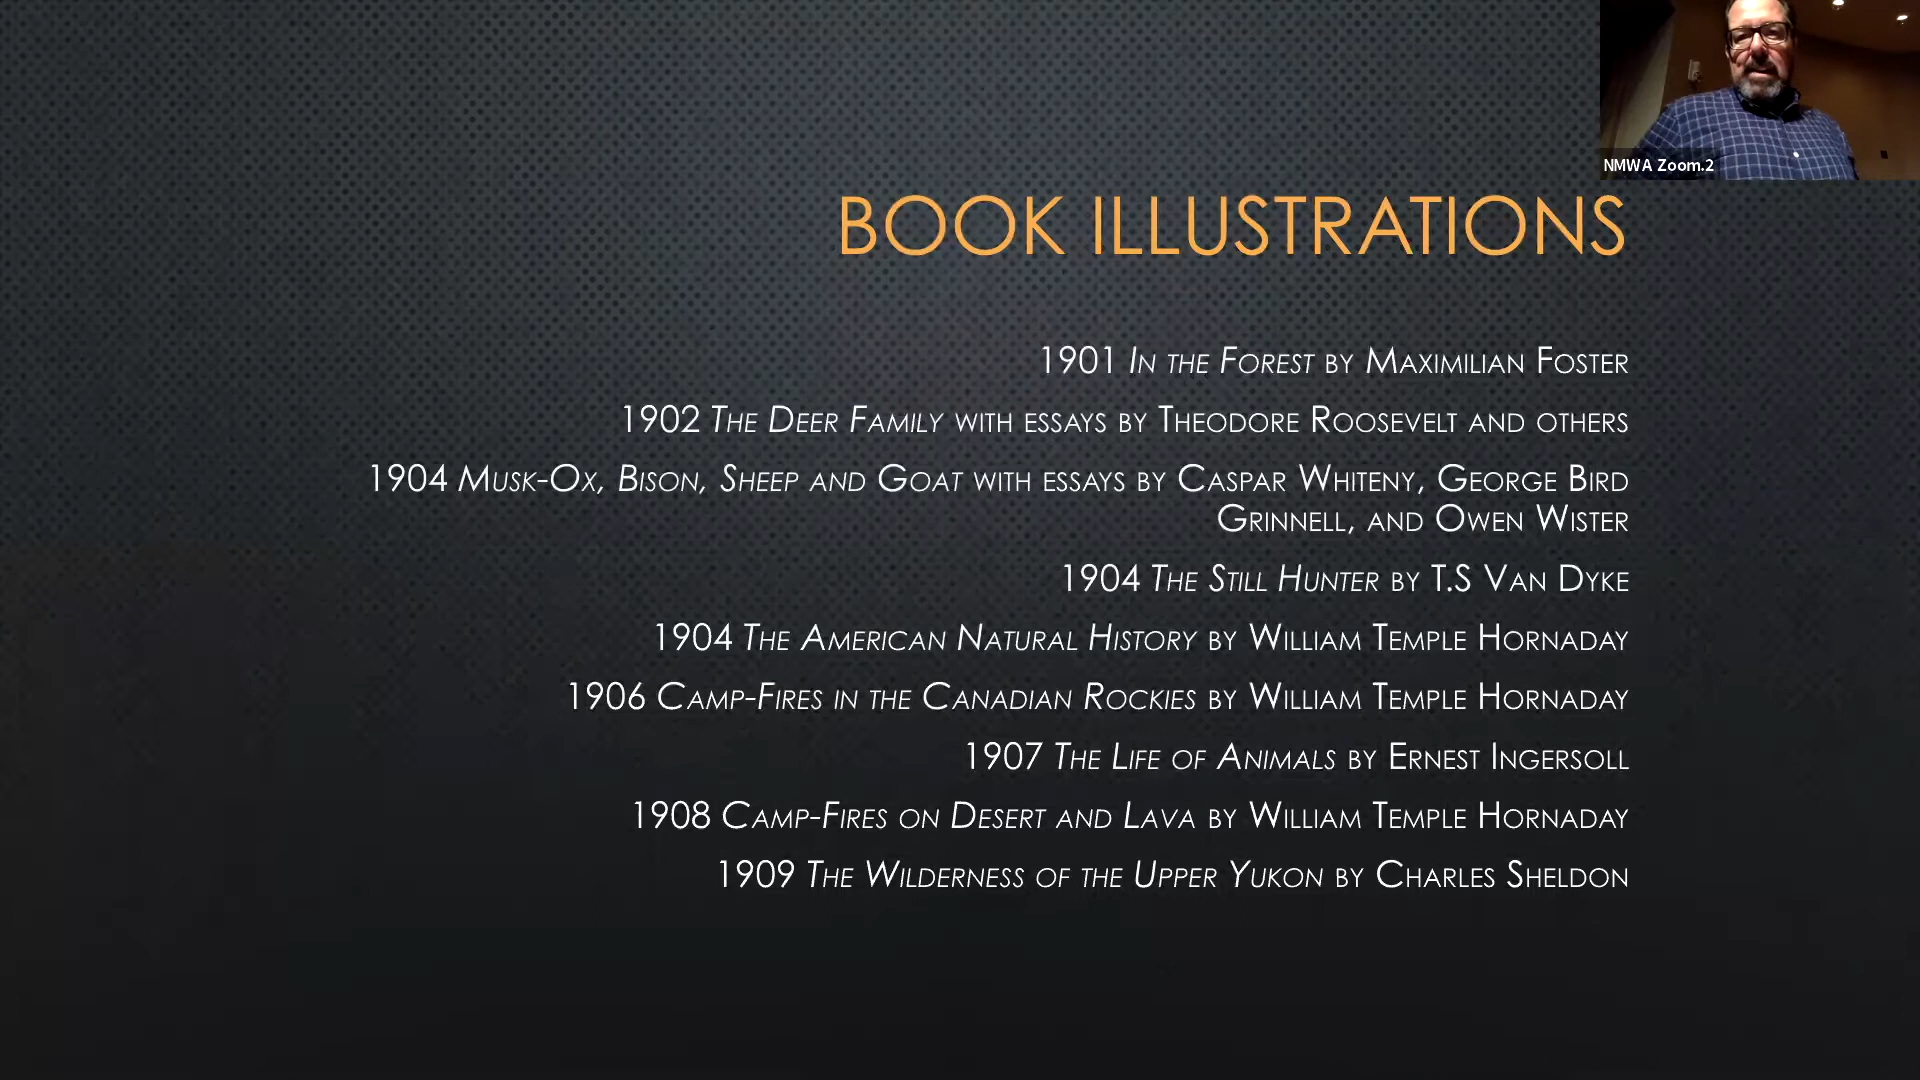 NMWA Zoom.2
BOOK ILLUSTRATIONS
1901 IN THE FOREST BY MAXIMILIAN FOSTER
1902 THE DEER FAMILY WITH ESSAYS BY THEODORE ROOSEVELT AND OTHERS
1904 MUSK-OX, BISON, SHEEP AND GOAT WITH ESSAYS BY CASPAR WHITENY, GEORGE BIRD
GRINNELL, AND OWEN WISTER
1904 THE STILL HUNTER BY T.S VAN DYKE
1904 THE AMERICAN NATURAL HISTORY BY WILLIAM TEMPLE HORNADAY
1906 CAMP-FIRES IN THE CANADIAN ROCKIES BY WILLIAM TEMPLE HORNADAY
1907 THE LIFE OF ANIMALS BY ERNEST INGERSOLL
1908 CAMP-FIRES ON DESERT AND LAVA BY WILLIAM TEMPLE HORNADAY
1909 THE WILDERNESS OF THE UPPER YUKON BY CHARLES SHELDON